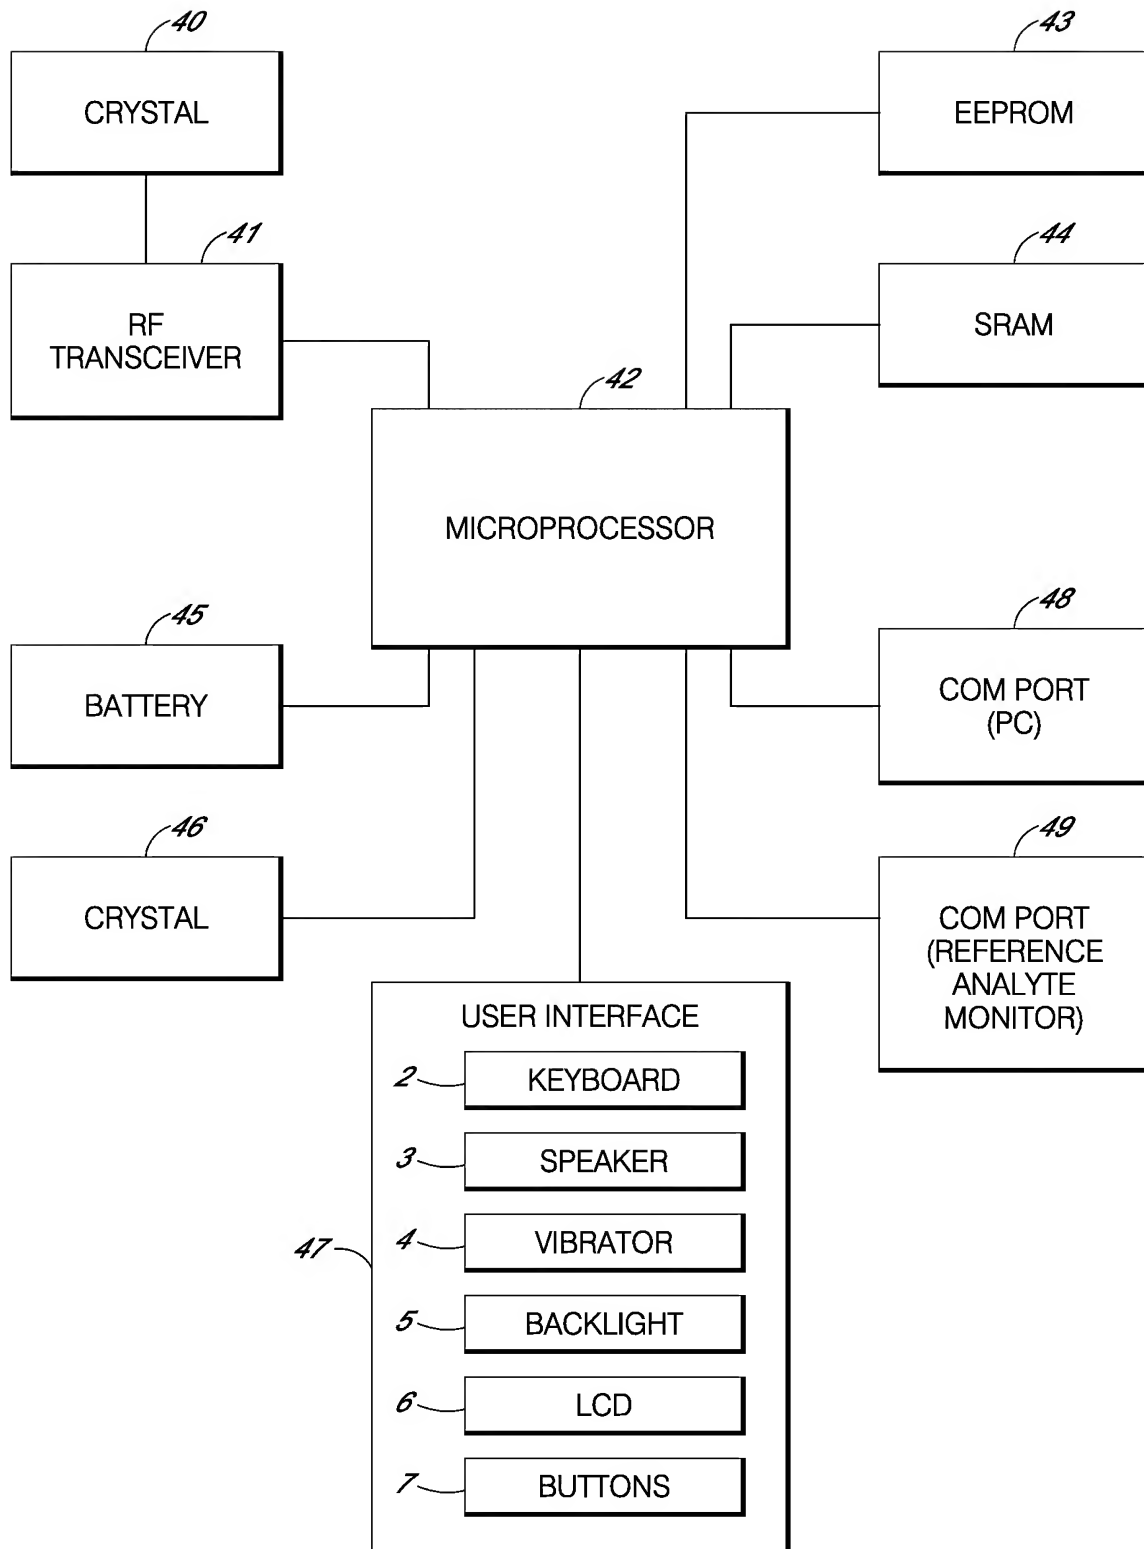 40
CRYSTAL
43
EEPROM
41
RF
TRANSCEIVER
44
SRAM
42
MICROPROCESSOR
45
BATTERY
48
COM PORT
(PC)
46
CRYSTAL
49
COM PORT
(REFERENCE
ANALYTE
MONITOR)
47
USER INTERFACE
2
KEYBOARD
3
SPEAKER
4
VIBRATOR
5
BACKLIGHT
6
LCD
7
BUTTONS